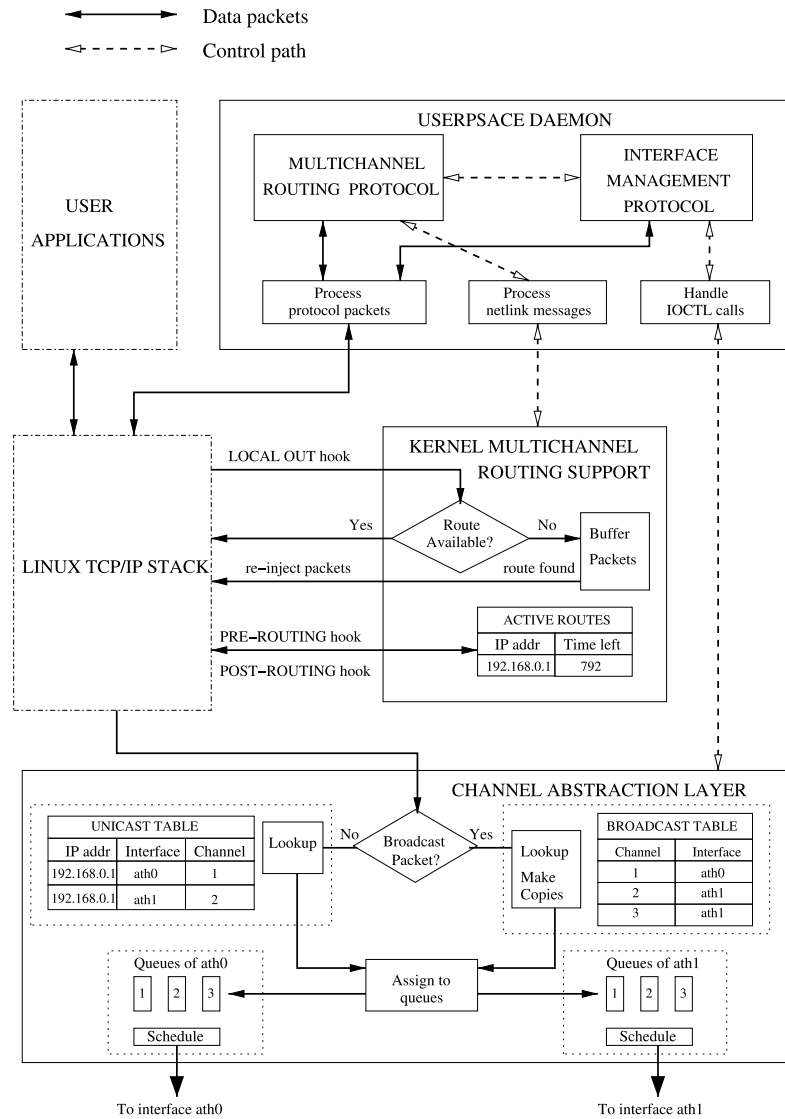 Data packets
Control path
USERPSACE DAEMON
MULTICHANNEL
ROUTING PROTOCOL
INTERFACE
MANAGEMENT
PROTOCOL
USER
APPLICATIONS
Process
protocol packets
Process
netlink messages
Handle
IOCTL calls
KERNEL MULTICHANNEL
ROUTING SUPPORT
LOCAL OUT hook
Yes
Route
Available?
No
Buffer
Packets
LINUX TCP/IP STACK
re−inject packets
route found
ACTIVE ROUTES
IP addr Time left
192.168.0.1 792
PRE−ROUTING hook
POST−ROUTING hook
CHANNEL ABSTRACTION LAYER
UNICAST TABLE
IP addr Interface Channel
192.168.0.1 ath0 1
192.168.0.1 ath1 2
Lookup
No
Broadcast
Packet?
Yes
Lookup
Make
Copies
BROADCAST TABLE
Channel Interface
1 ath0
2 ath1
3 ath1
Queues of ath0
1 2 3
Schedule
Assign to
queues
Queues of ath1
1 2 3
Schedule
To interface ath0
To interface ath1